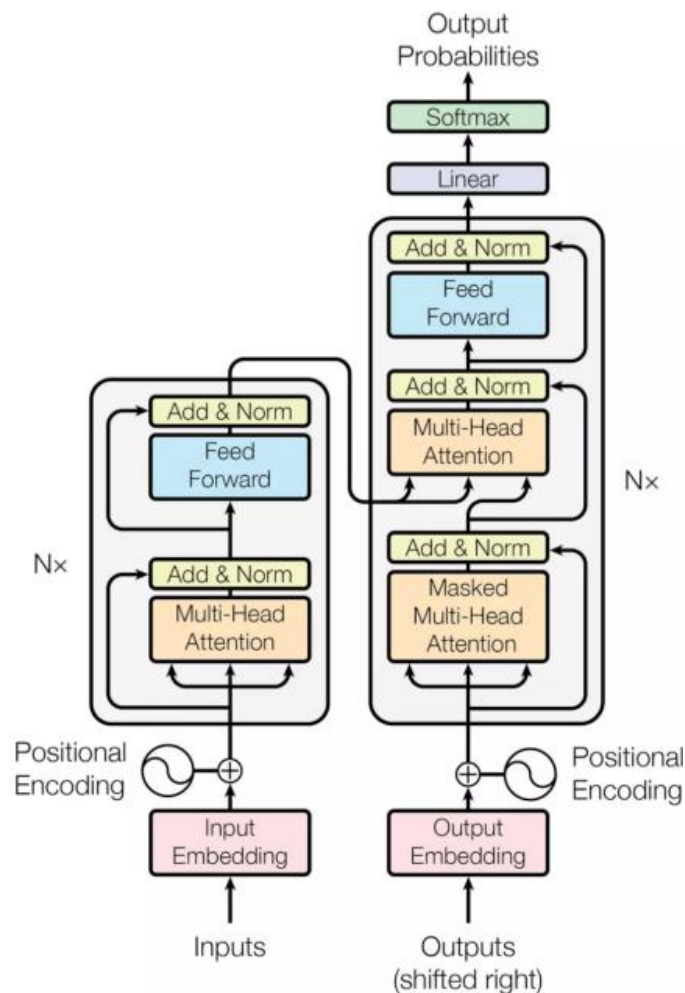 Output
Probabilities
Softmax
Linear
Add & Norm
Feed
Forward
Add & Norm
Multi-Head
Attention
Add & Norm
Masked
Multi-Head
Attention
N×
Add & Norm
Feed
Forward
Add & Norm
Multi-Head
Attention
N×
Positional
Encoding
Positional
Encoding
Input
Embedding
Output
Embedding
Inputs
Outputs
(shifted right)